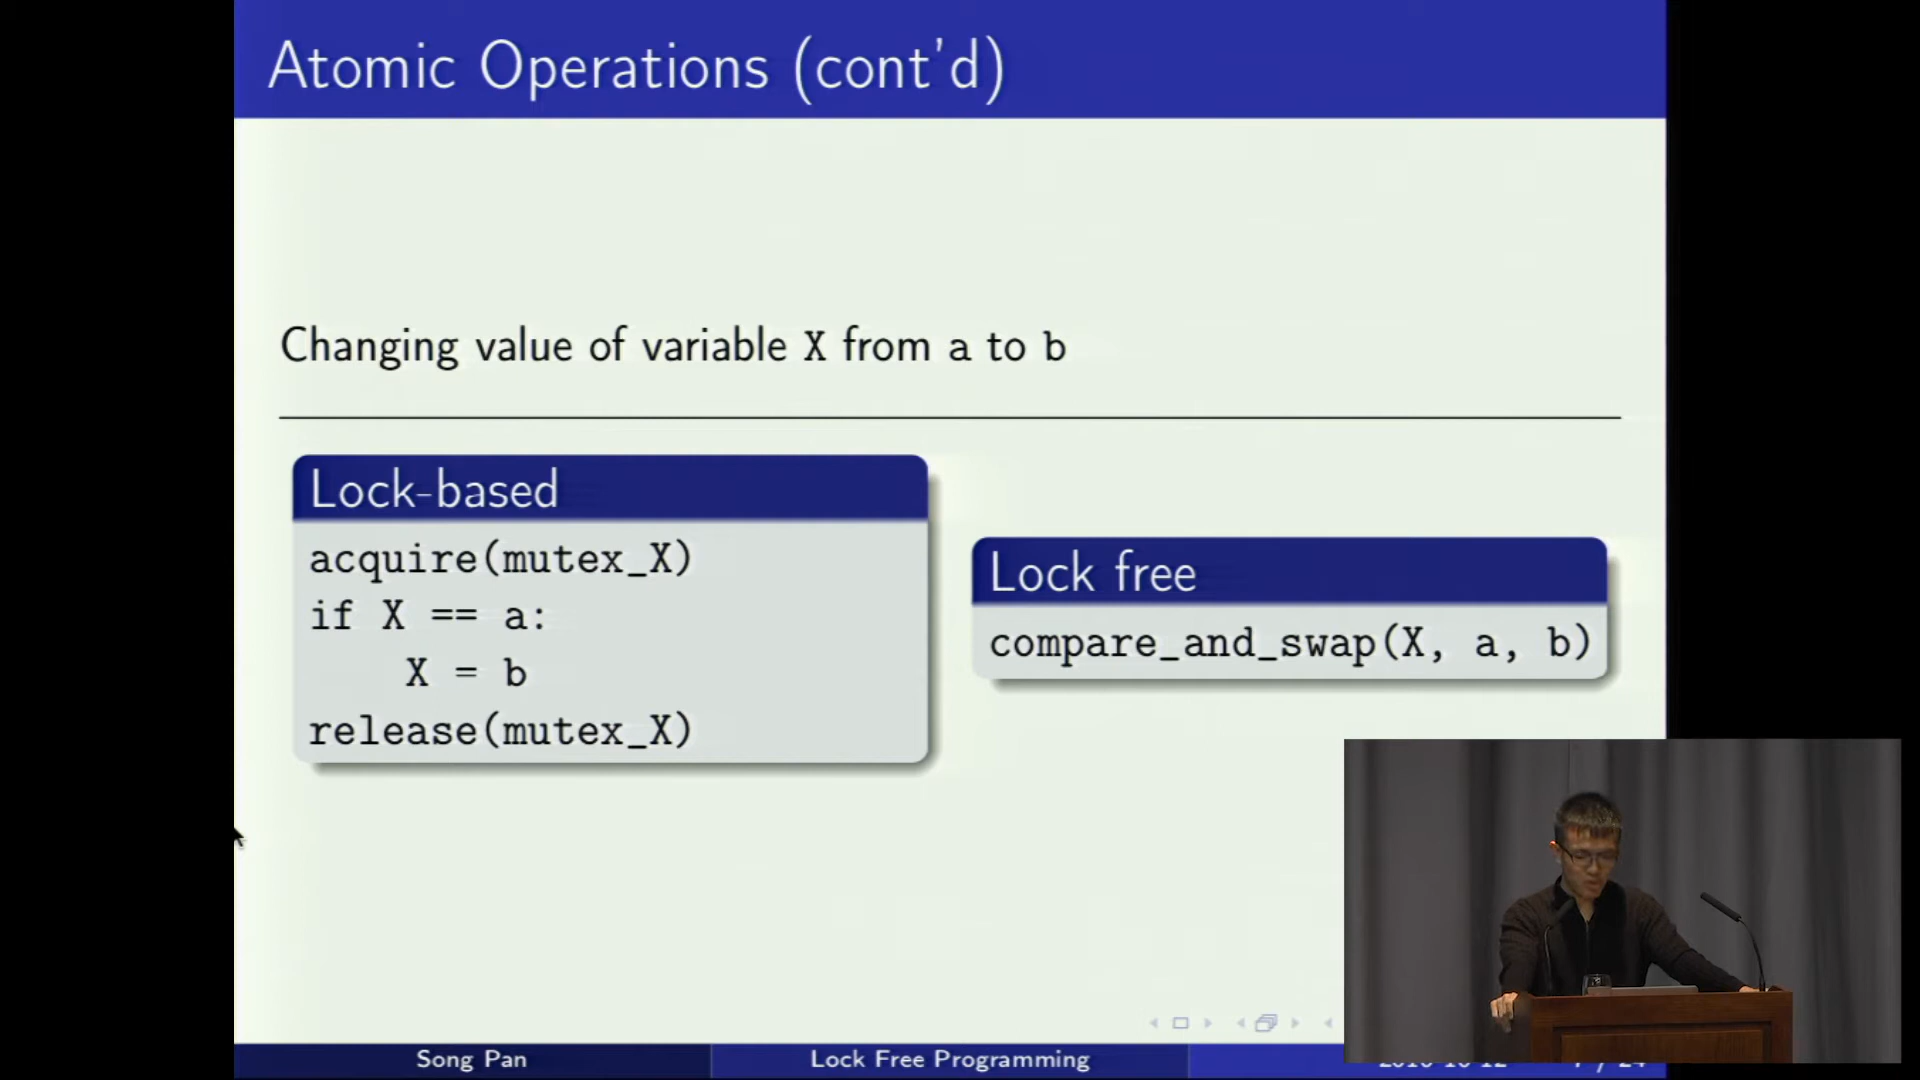 Atomic Operations (cont'd)
Changing value of variable X from a to b
Lock-based
acquire(mutex_X)
if X == a:
X = b
release(mutex_X)
Lock free
compare_and_swap(X, a, b)
Song Pan
Lock Free Programming